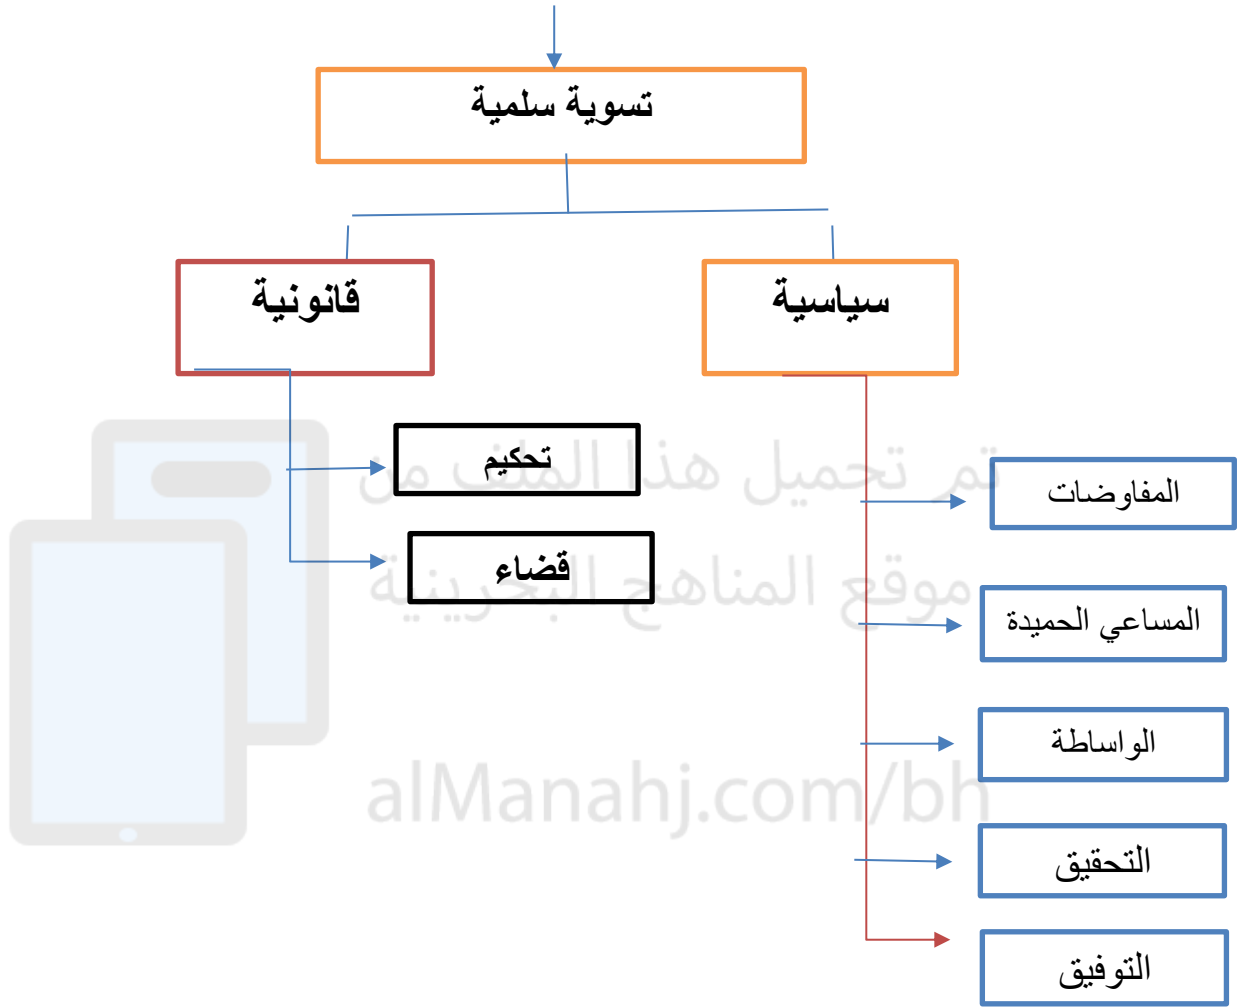 تسوية سلمية
سياسية
قانونية
تحكيم
المفاوضات
قضاء
المساعي الحميدة
الواساطة
التحقيق
التوفيق
تم تحميل هذا الملف من
موقع المناهج البحرينية
alManahj.com/bh